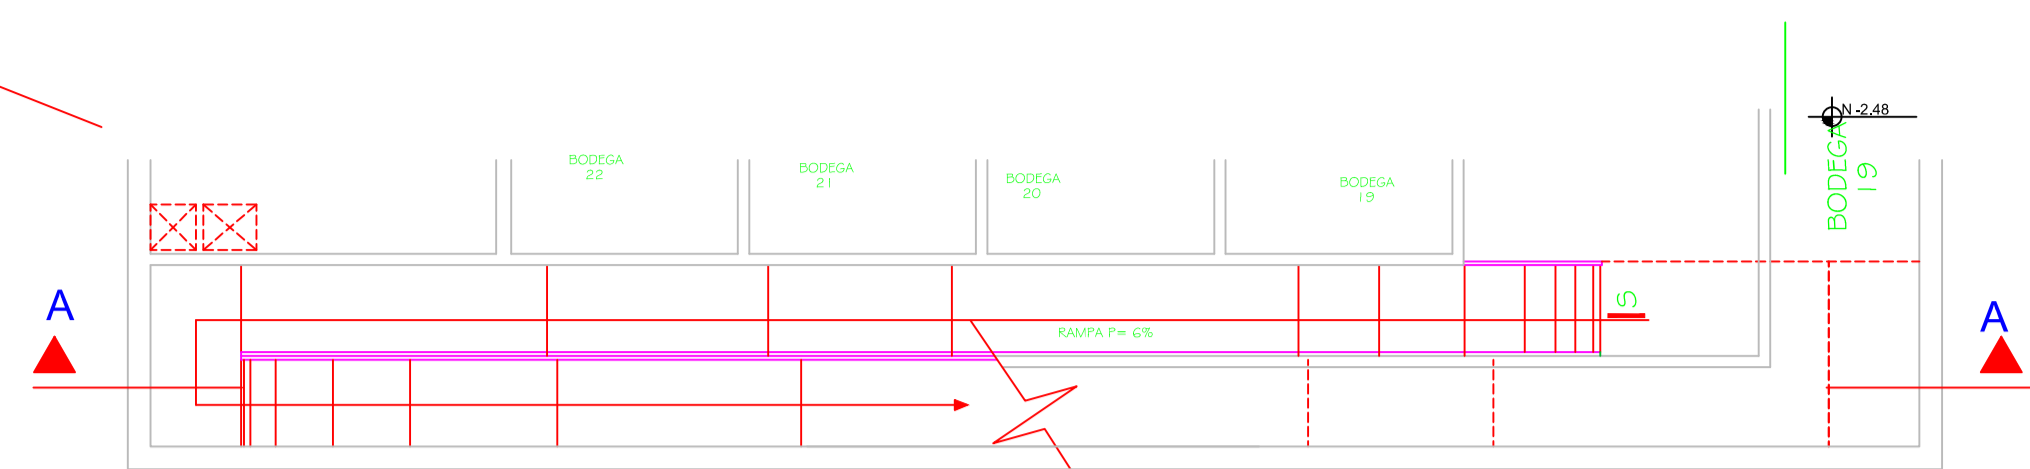 N -2.48
BODEGA
22
BODEGA
21
BODEGA
20
BODEGA
19
BODEGA
19
A
S
A
RAMPA P= 6%